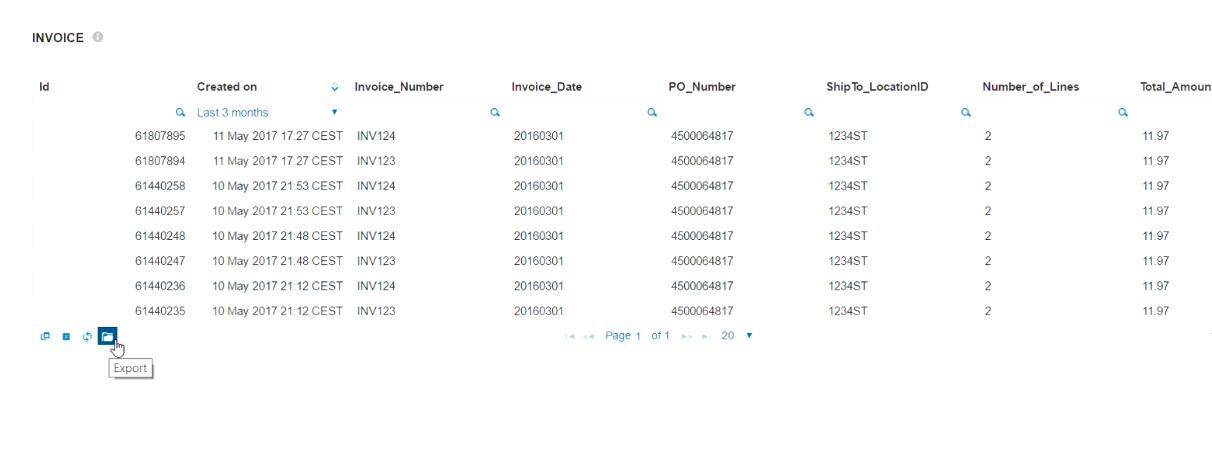 INVOICE
Id Created on Invoice_Number Invoice_Date PO_Number ShipTo_LocationID Number_of_Lines Total_Amoun
Last 3 months
61807895 11 May 2017 17:27 CEST INV124 20160301 4500064817 1234ST 2 11.97
61807894 11 May 2017 17:27 CEST INV123 20160301 4500064817 1234ST 2 11.97
61440258 10 May 2017 21:53 CEST INV124 20160301 4500064817 1234ST 2 11.97
61440257 10 May 2017 21:53 CEST INV123 20160301 4500064817 1234ST 2 11.97
61440248 10 May 2017 21:48 CEST INV124 20160301 4500064817 1234ST 2 11.97
61440247 10 May 2017 21:48 CEST INV123 20160301 4500064817 1234ST 2 11.97
61440236 10 May 2017 21:12 CEST INV124 20160301 4500064817 1234ST 2 11.97
61440235 10 May 2017 21:12 CEST INV123 20160301 4500064817 1234ST 2 11.97
Page 1 of 1 20
Export